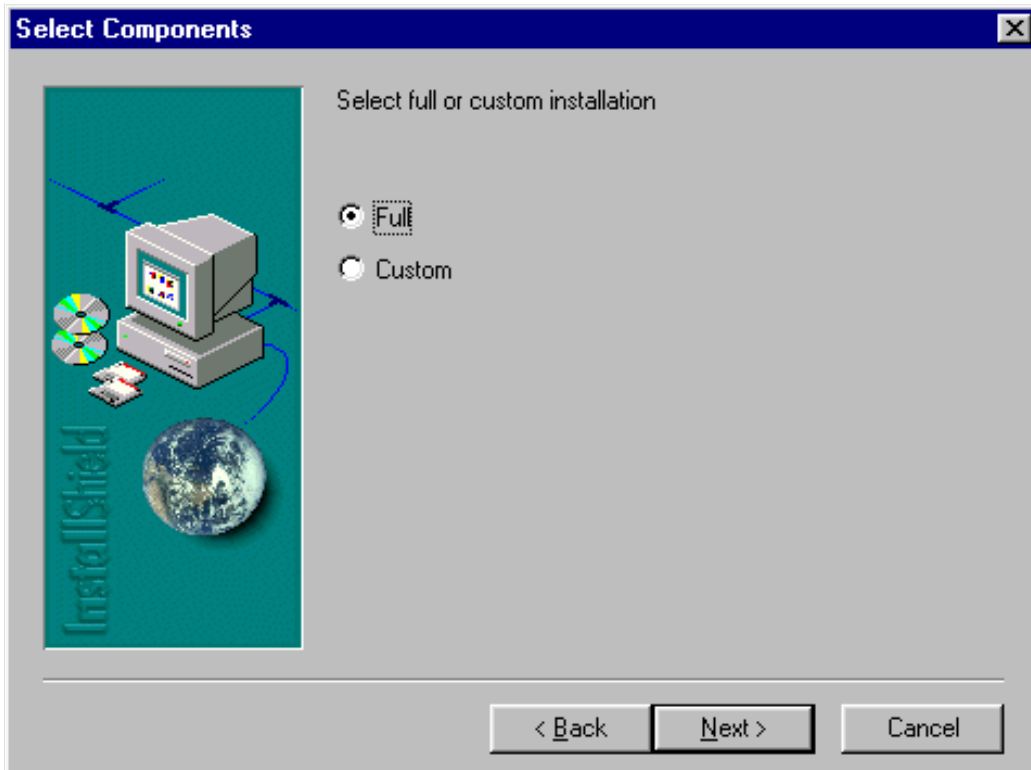 Select Components
Select full or custom installation
Full
Custom
InstallShield
< Back
Next >
Cancel